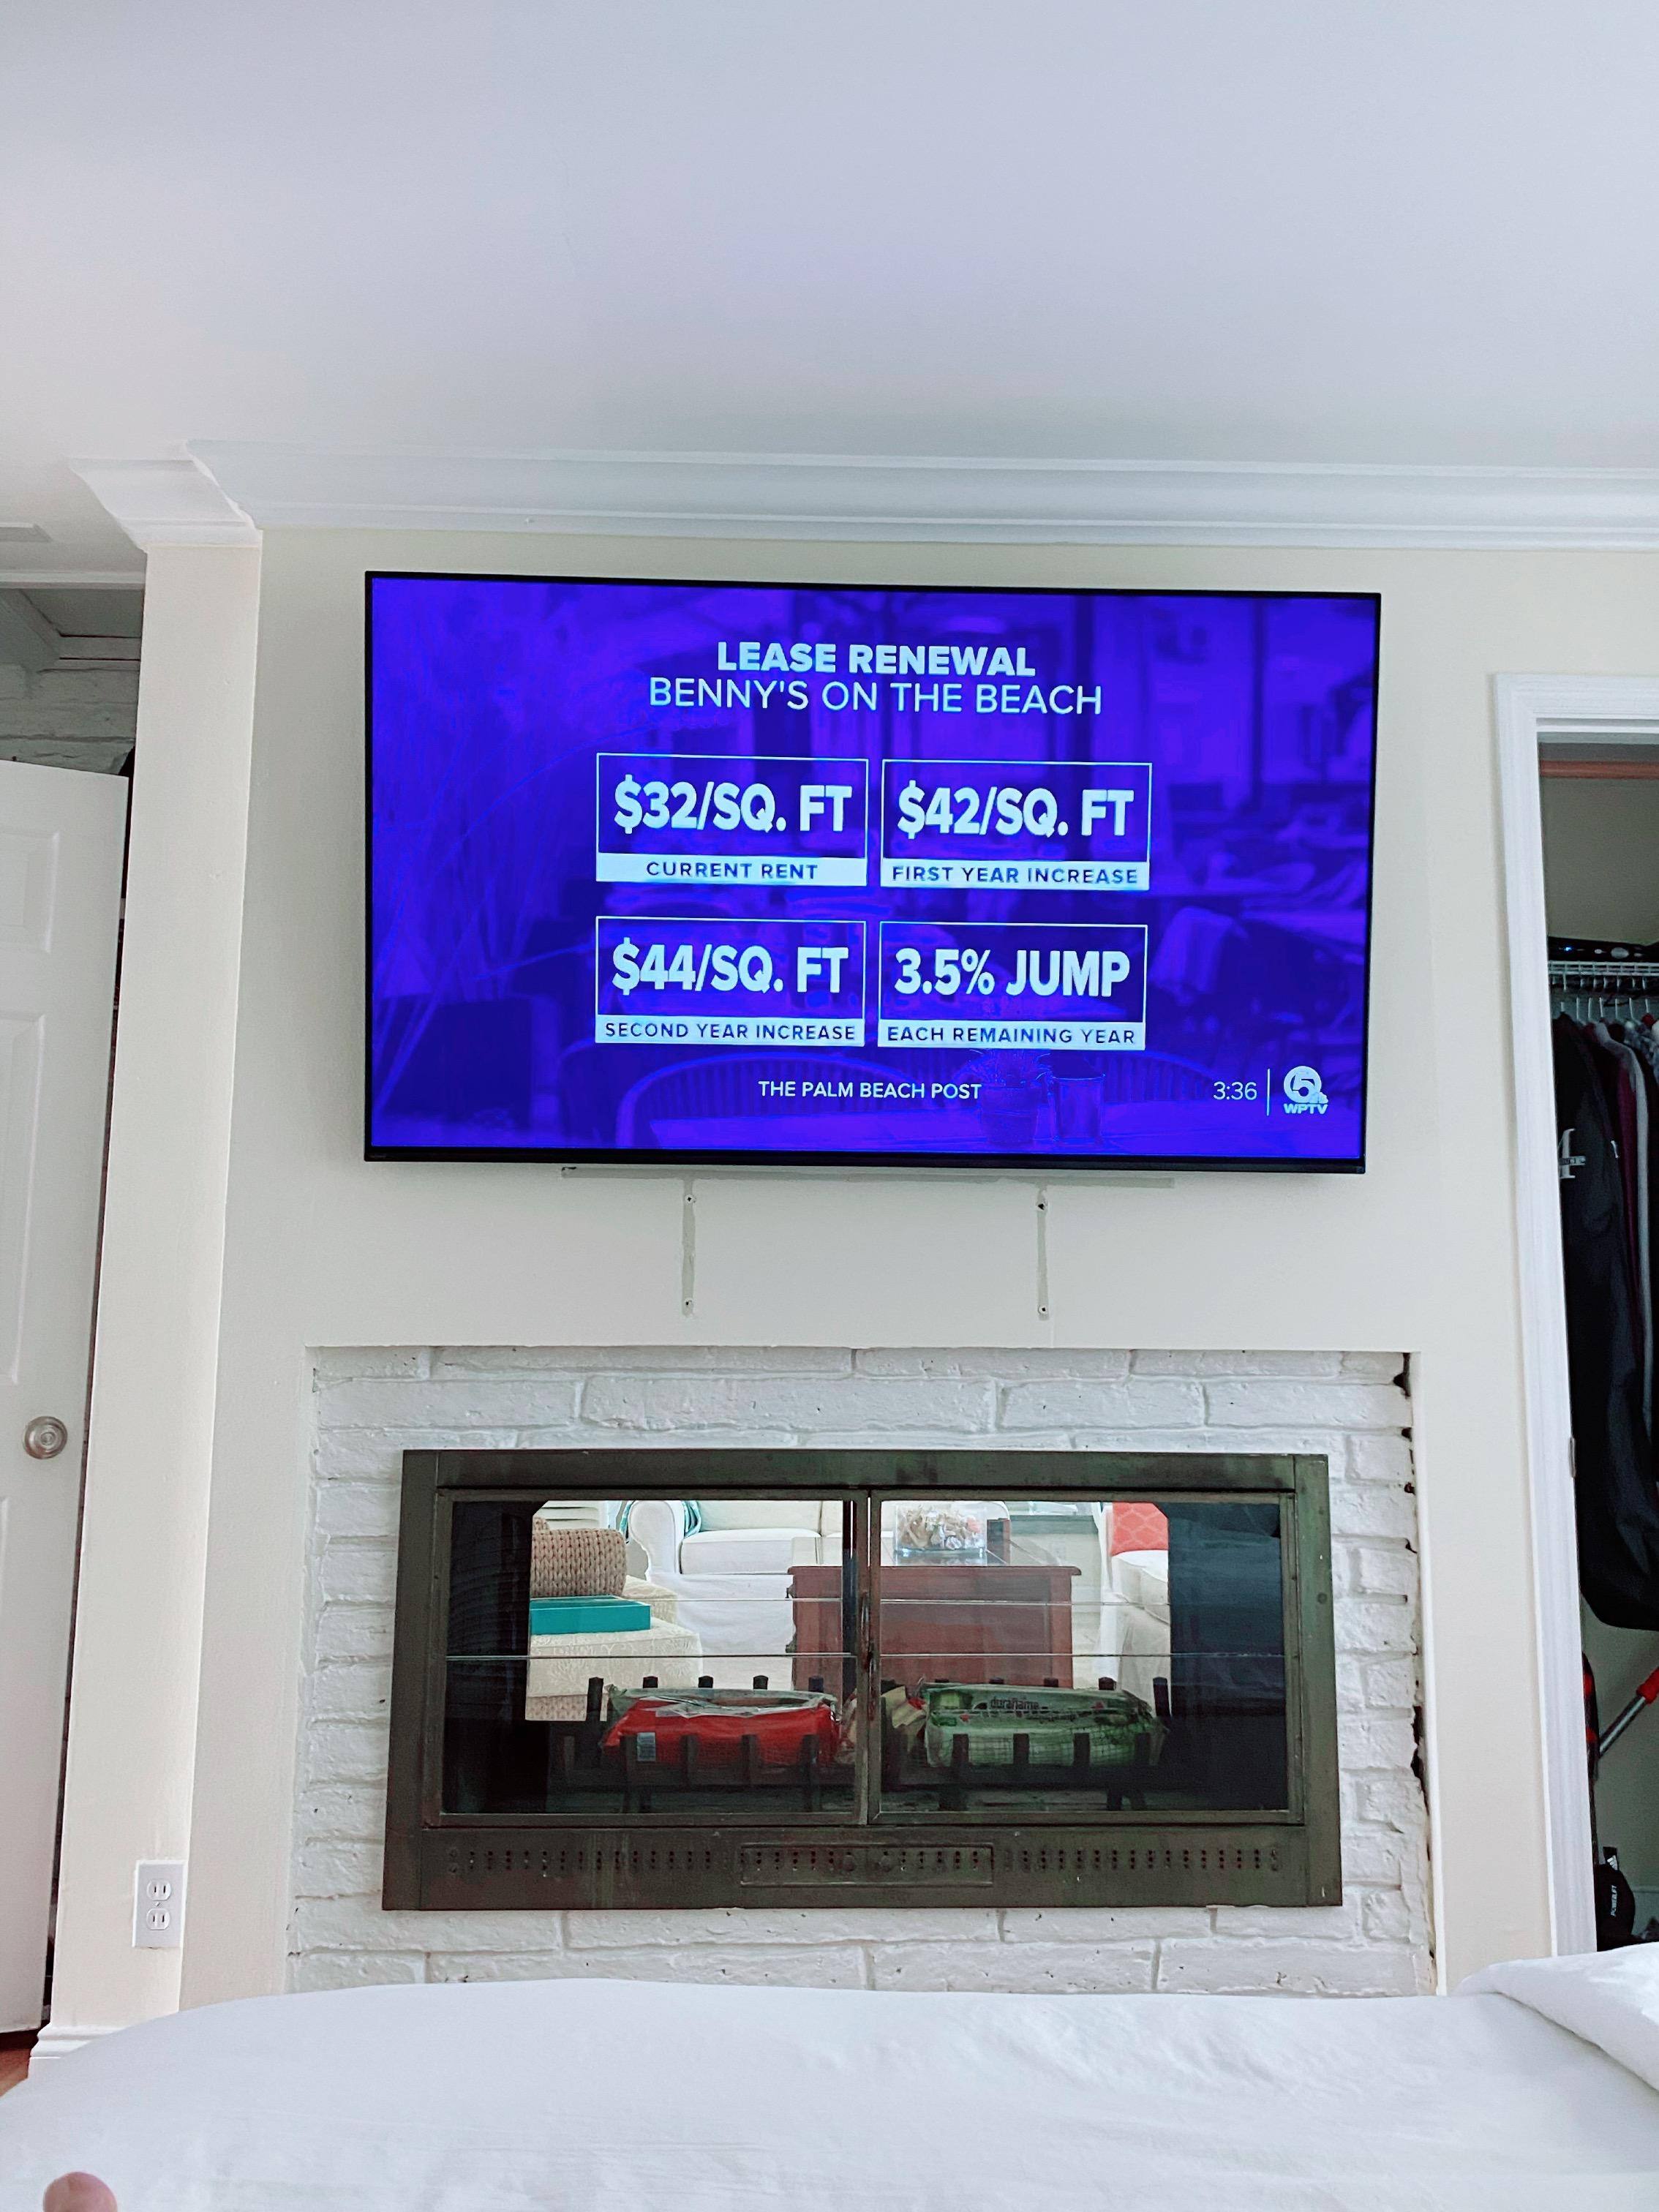 LEASE RENEWAL
BENNY'S ON THE BEACH
$32/SQ. FT
CURRENT RENT
$42/SQ. FT
FIRST YEAR INCREASE
$44/SQ. FT
SECOND YEAR INCREASE
3.5% JUMP
EACH REMAINING YEAR
THE PALM BEACH POST
3:36
5
WPTV
duraflame